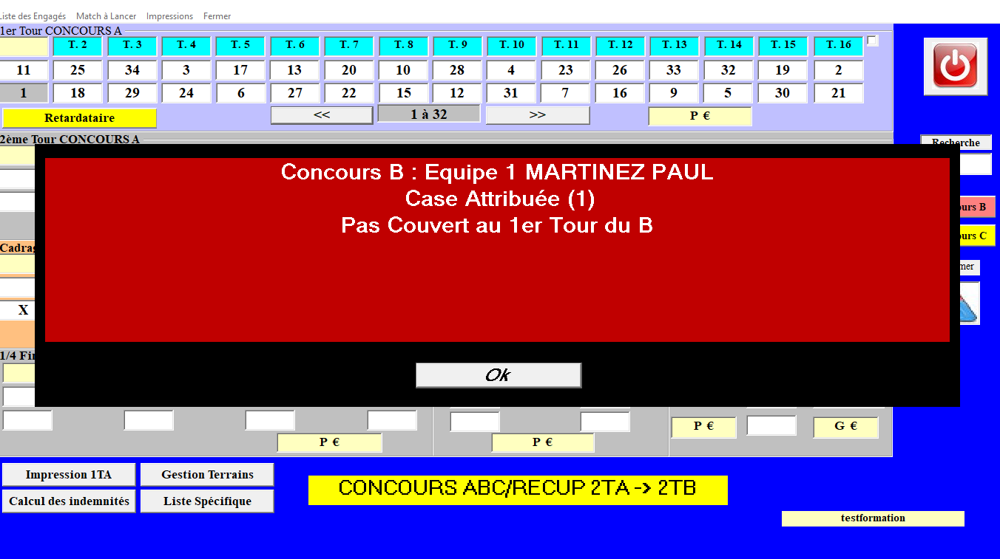 Liste des Engagés Match à Lancer Impressions Fermer
1er Tour CONCOURS A
T. 2 T. 3 T. 4 T. 5 T. 6 T. 7 T. 8 T. 9 T. 10 T. 11 T. 12 T. 13 T. 14 T. 15 T. 16
11 25 34 3 17 13 20 10 28 4 23 26 33 32 19 2
1 18 29 24 6 27 22 15 12 31 7 16 9 5 30 21
Retardataire << 1 à 32 >> P €
2ème Tour CONCOURS A
Recherche
Concours B : Equipe 1 MARTINEZ PAUL
Case Attribuée (1)
Pas Couvert au 1er Tour du B
urs B
urs C
Cadrag
mer
X
1/4 Fin
Ok
P € P € P € G €
Impression 1TA Gestion Terrains
Calcul des indemnités Liste Spécifique
CONCOURS ABC/RECUP 2TA -> 2TB
testformation